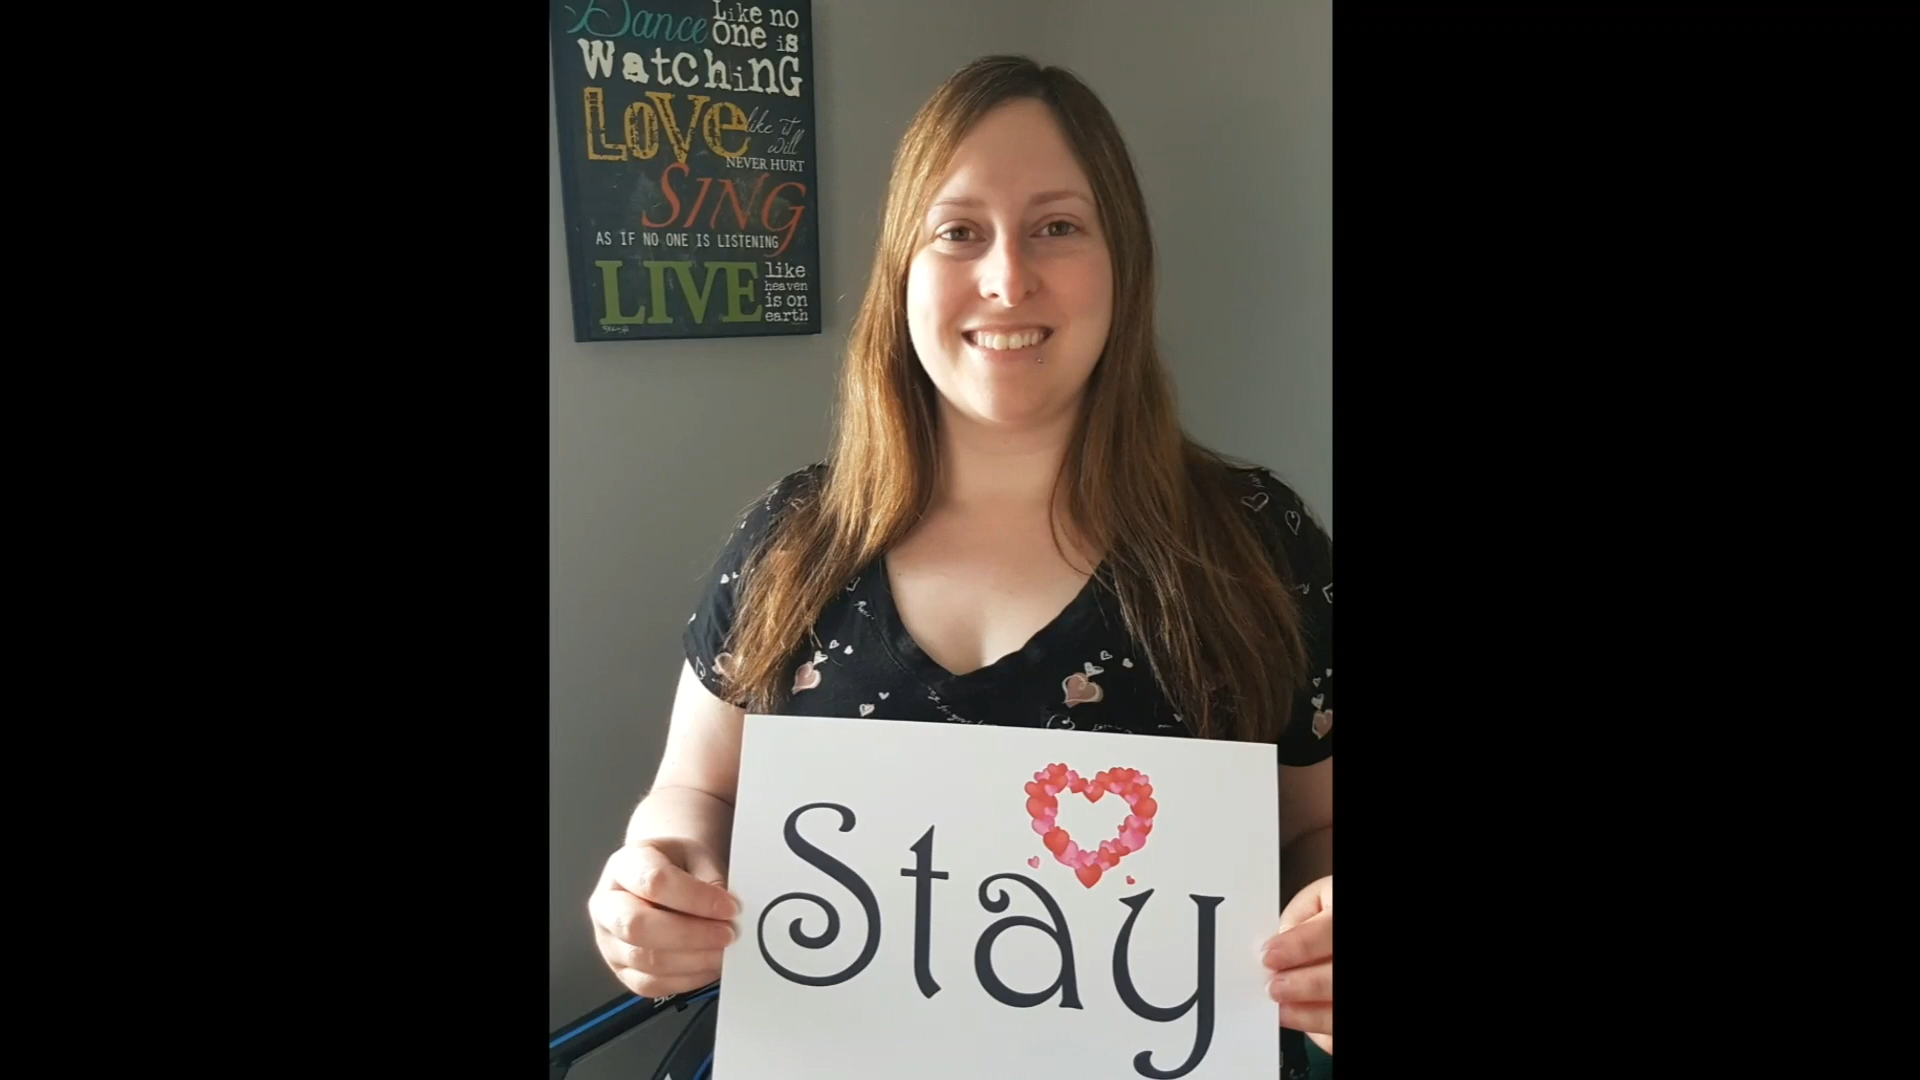 Dance Like no
one is
Watching
Love like it
will
NEVER HURT
SING
AS IF NO ONE IS LISTENING
LIVE like
heaven
is on
earth
Stay